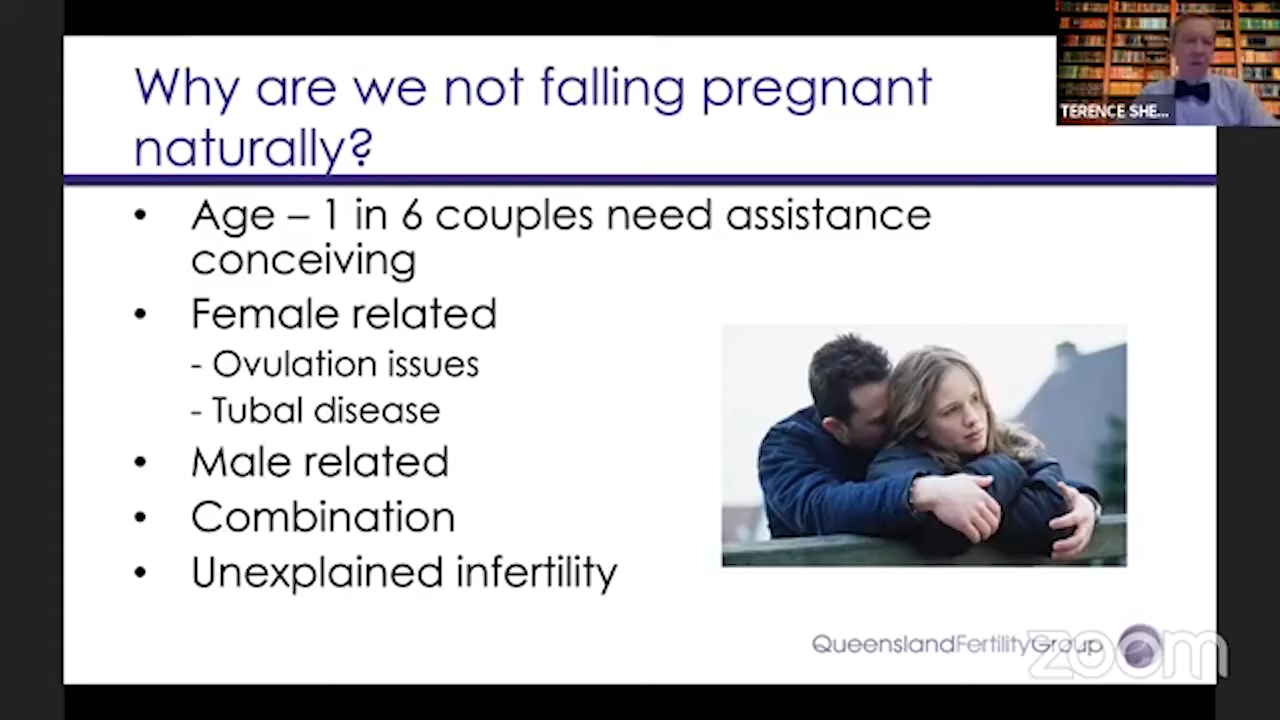 Why are we not falling pregnant
naturally?
TERENCE SHE...
• Age – 1 in 6 couples need assistance
conceiving
• Female related
- Ovulation issues
- Tubal disease
• Male related
• Combination
• Unexplained infertility
QueenslandFertilityGroup
zoom